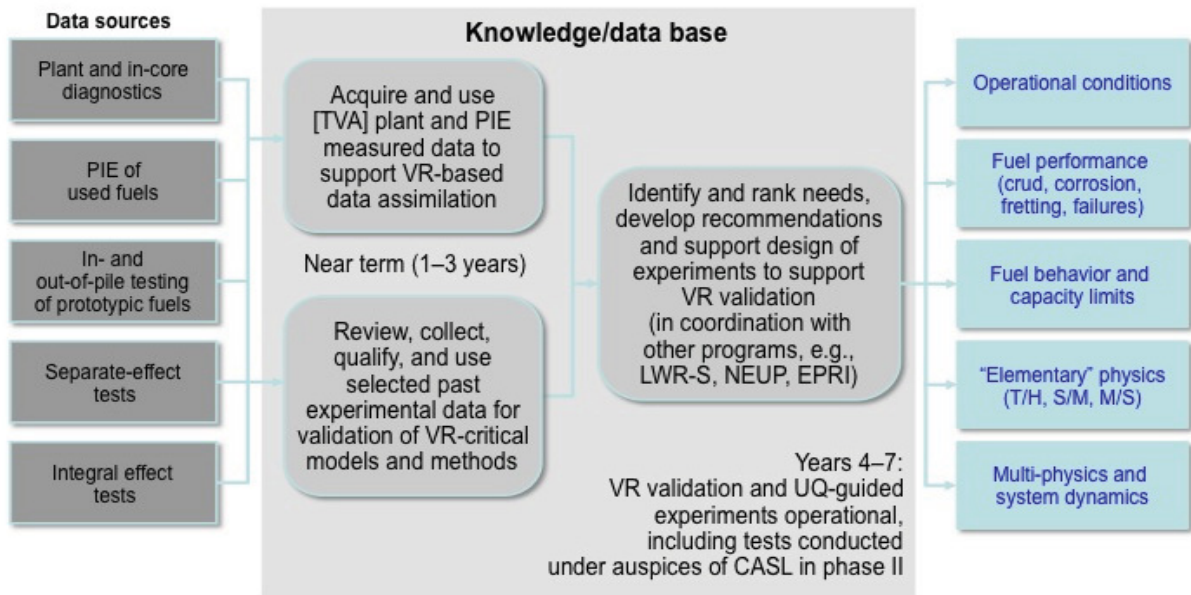 Data sources
Plant and in-core
diagnostics
PIE of
used fuels
In- and
out-of-pile testing
of prototypic fuels
Separate-effect
tests
Integral effect
tests
Knowledge/data base
Acquire and use
[TVA] plant and PIE
measured data to
support VR-based
data assimilation
Near term (1–3 years)
Review, collect,
qualify, and use
selected past
experimental data for
validation of VR-critical
models and methods
Identify and rank needs,
develop recommendations
and support design of
experiments to support
VR validation
(in coordination with
other programs, e.g.,
LWR-S, NEUP, EPRI)
Years 4–7:
VR validation and UQ-guided
experiments operational,
including tests conducted
under auspices of CASL in phase II
Operational conditions
Fuel performance
(crud, corrosion,
fretting, failures)
Fuel behavior and
capacity limits
“Elementary” physics
(T/H, S/M, M/S)
Multi-physics and
system dynamics